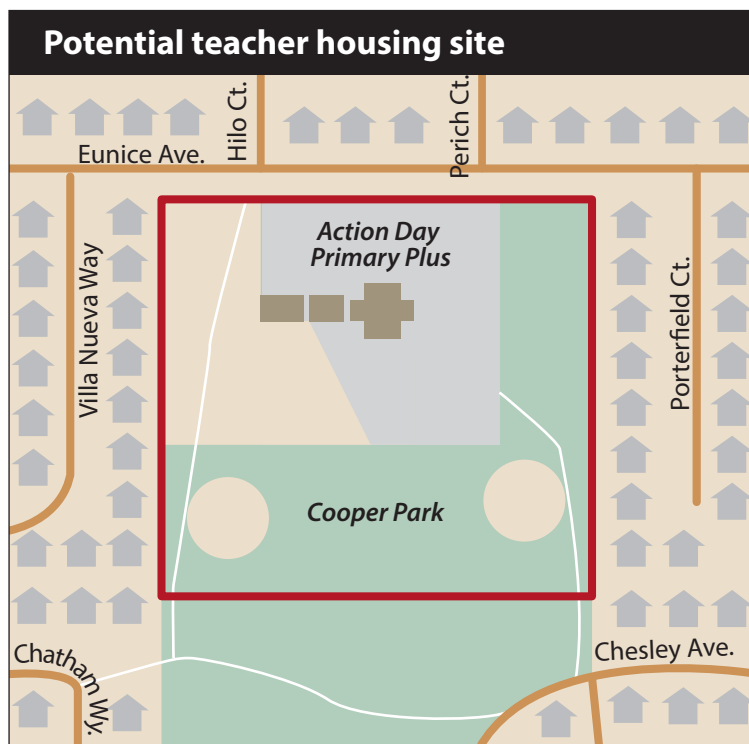 Potential teacher housing site
Hilo Ct.
Perich Ct.
Eunice Ave.
Villa Nueva Way
Action Day
Primary Plus
Porterfield Ct.
Cooper Park
Chatham Wy.
Chesley Ave.